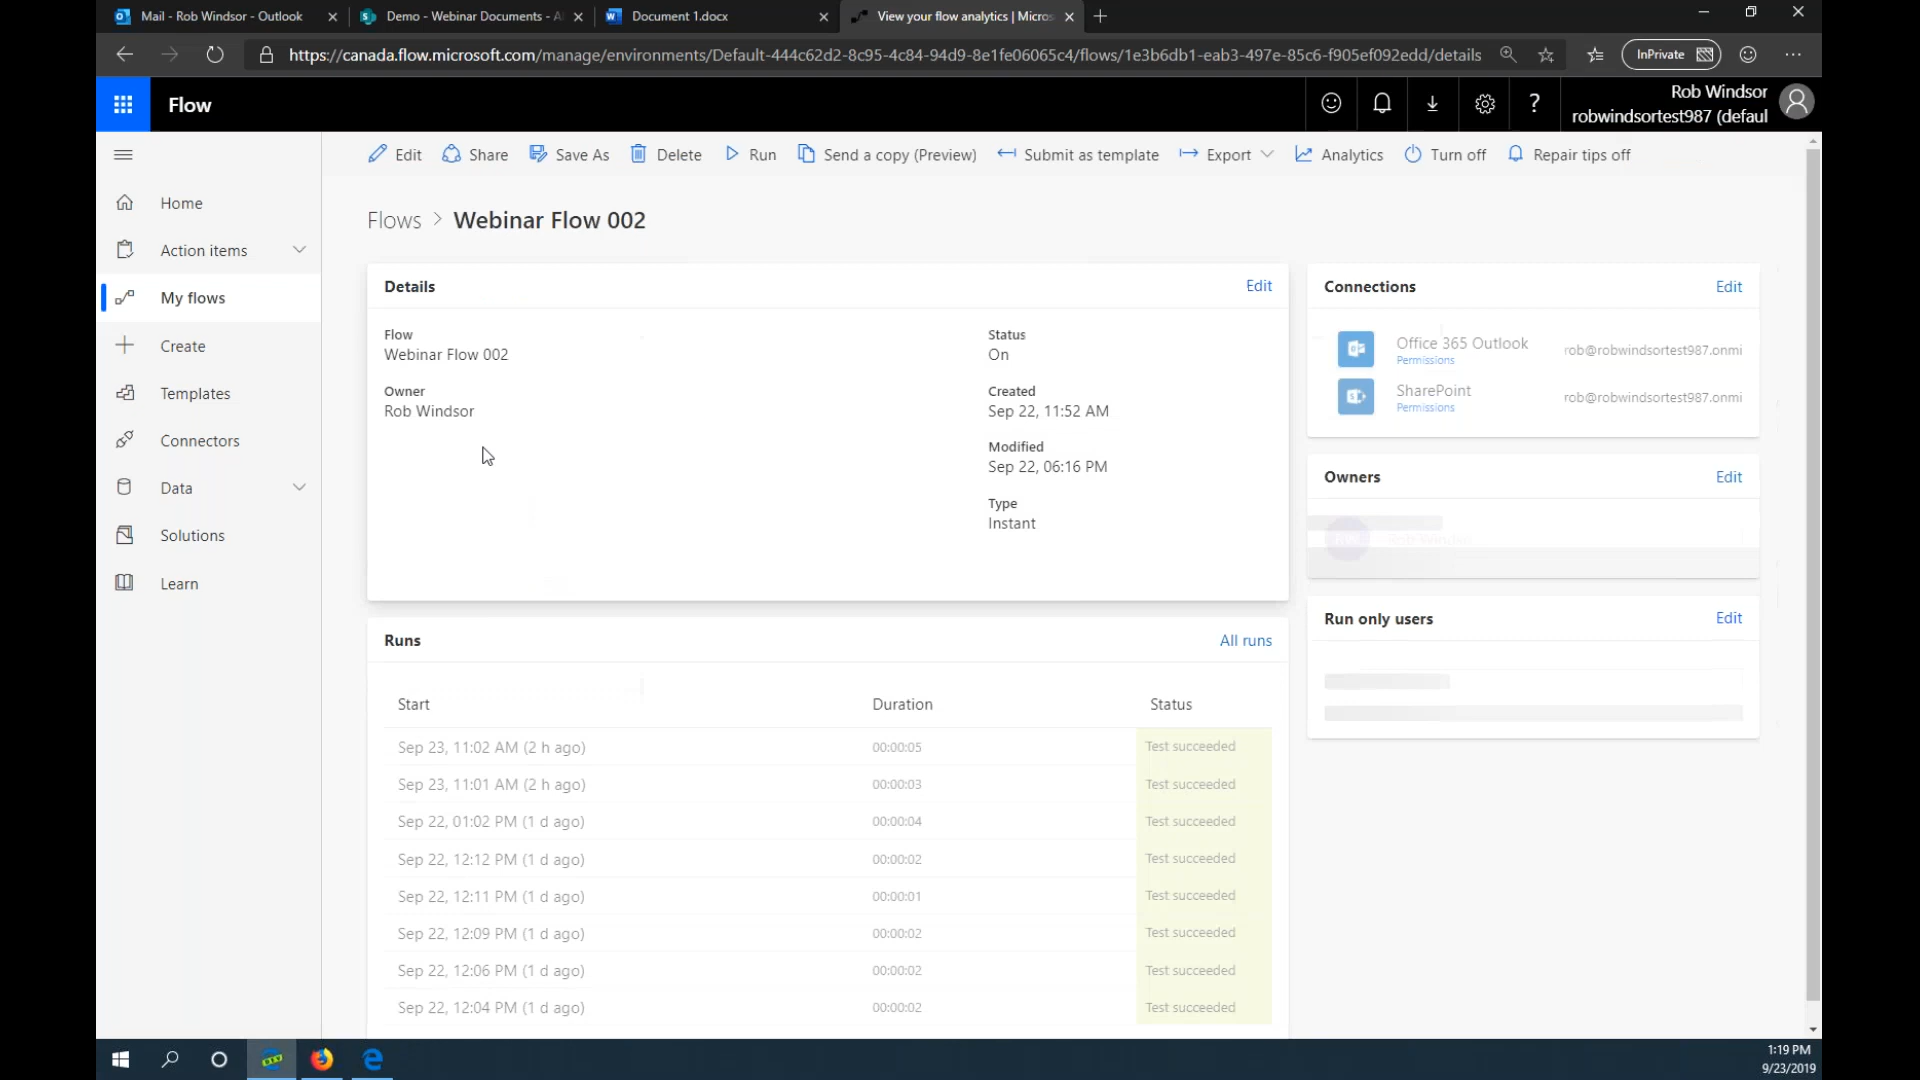 Mail - Rob Windsor - Outlook
Demo - Webinar Documents - Al
Document 1.docx
View your flow analytics | Micros
https://canada.flow.microsoft.com/manage/environments/Default-444c62d2-8c95-4c84-94d9-8e1fe06065c4/flows/1e3b6db1-eab3-497e-85c6-f905ef092edd/details
InPrivate
Flow
Rob Windsor
robwindsortest987 (defaul
Edit
Share
Save As
Delete
Run
Send a copy (Preview)
Submit as template
Export
Analytics
Turn off
Repair tips off
Home
Action items
My flows
Create
Templates
Connectors
Data
Solutions
Learn
Flows > Webinar Flow 002
Details
Edit
Flow
Webinar Flow 002
Owner
Rob Windsor
Status
On
Created
Sep 22, 11:52 AM
Modified
Sep 22, 06:16 PM
Type
Instant
Connections
Edit
Office 365 Outlook
Permissions
rob@robwindsortest987.onmi
SharePoint
Permissions
rob@robwindsortest987.onmi
Owners
Edit
Run only users
Edit
Runs
All runs
Start Duration Status
Sep 23, 11:02 AM (2 h ago) 00:00:05 Test succeeded
Sep 23, 11:01 AM (2 h ago) 00:00:03 Test succeeded
Sep 22, 01:02 PM (1 d ago) 00:00:04 Test succeeded
Sep 22, 12:12 PM (1 d ago) 00:00:02 Test succeeded
Sep 22, 12:11 PM (1 d ago) 00:00:01 Test succeeded
Sep 22, 12:09 PM (1 d ago) 00:00:02 Test succeeded
Sep 22, 12:06 PM (1 d ago) 00:00:02 Test succeeded
Sep 22, 12:04 PM (1 d ago) 00:00:02 Test succeeded
1:19 PM
9/23/2019